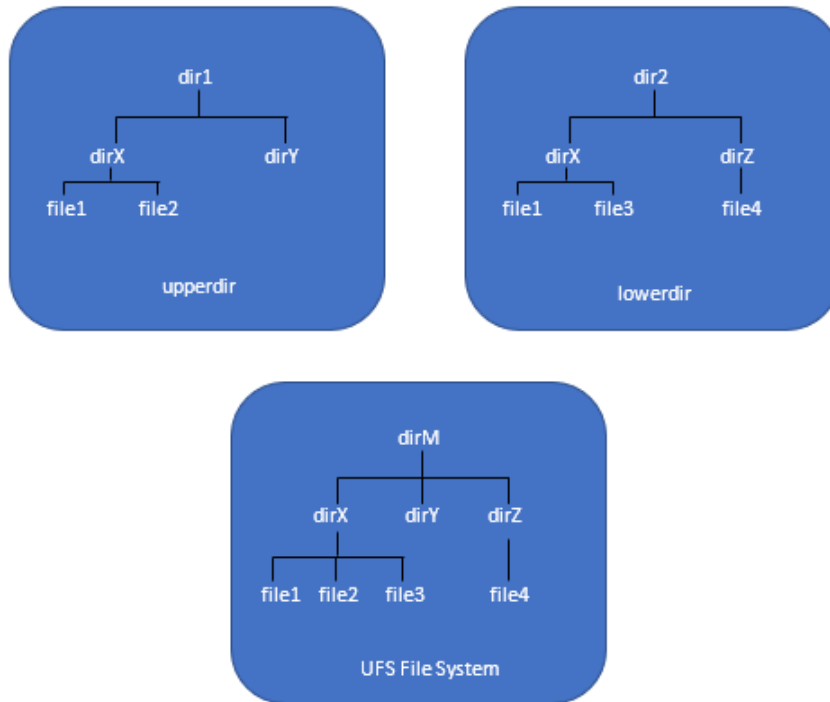 dir1
dirX dirY
file1 file2
upperdir
dir2
dirX dirZ
file1 file3 file4
lowerdir
dirM
dirX dirY dirZ
file1 file2 file3 file4
UFS File System